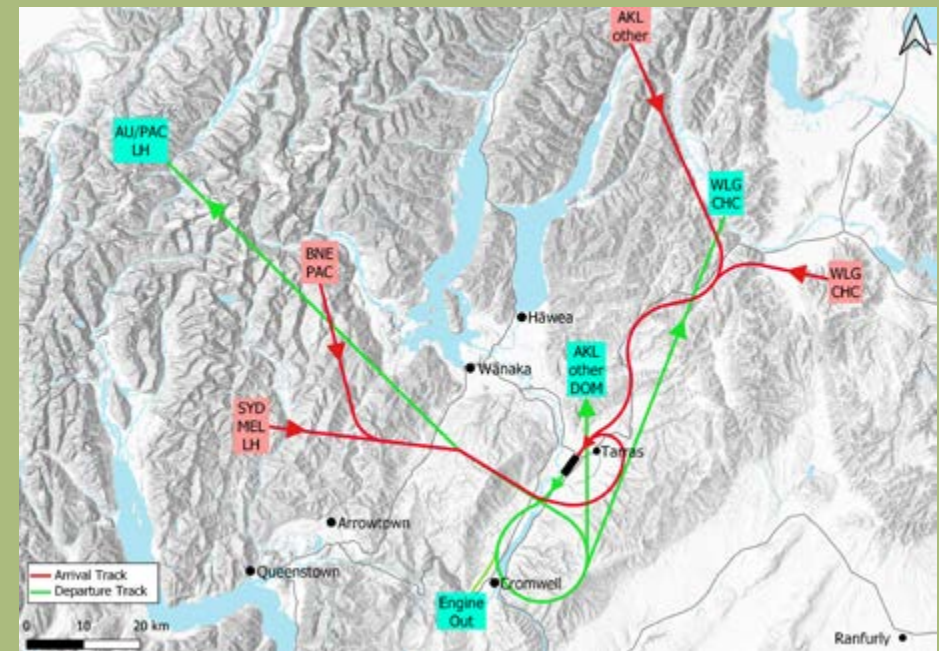 AKL
other
AU/PAC
LH
WLG
CHC
BNE
PAC
WLG
CHC
Hāwea
AKL
other
DOM
Wānaka
SYD
MEL
LH
Tarras
Arrowtown
Queenstown
Cromwell
Arrival Track
Departure Track
Engine
Out
0 10 20 km
Ranfurly